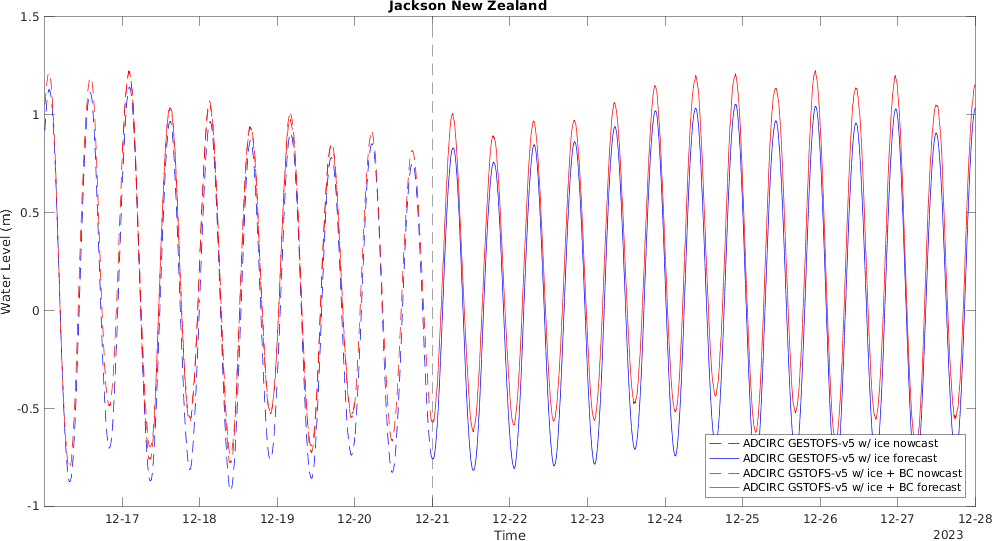 Jackson New Zealand
1.5
1
0.5
0
-0.5
-1
Water Level (m)
12-17 12-18 12-19 12-20 12-21 12-22 12-23 12-24 12-25 12-26 12-27 12-28
Time
2023
ADCIRC GESTOFS-v5 w/ ice nowcast
ADCIRC GESTOFS-v5 w/ ice forecast
ADCIRC GSTOFS-v5 w/ ice + BC nowcast
ADCIRC GSTOFS-v5 w/ ice + BC forecast